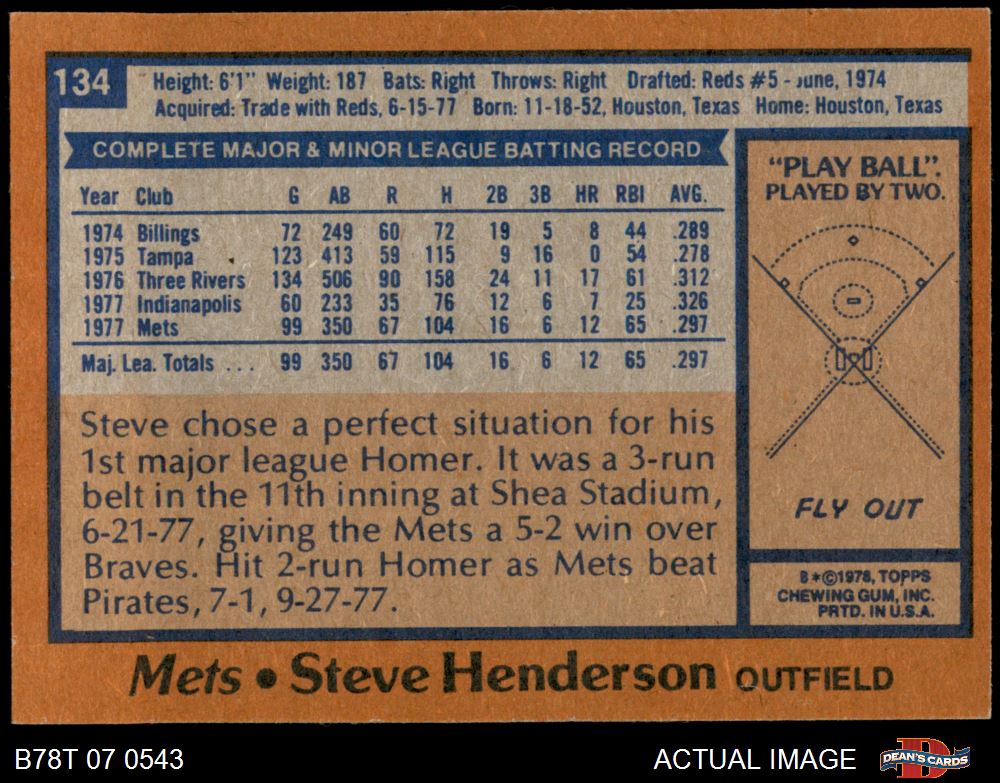 134
Height: 6'1" Weight: 187 Bats: Right Throws: Right Drafted: Reds #5 - June, 1974
Acquired: Trade with Reds, 6-15-77 Born: 11-18-52, Houston, Texas Home: Houston, Texas
COMPLETE MAJOR & MINOR LEAGUE BATTING RECORD
Year Club G AB R H 2B 3B HR RBI AVG.
1974 Billings 72 249 60 72 19 5 8 44 .289
1975 Tampa 123 413 59 115 9 16 0 54 .278
1976 Three Rivers 134 506 90 158 24 11 17 61 .312
1977 Indianapolis 60 233 35 76 12 6 7 25 .326
1977 Mets 99 350 67 104 16 6 12 65 .297
Maj. Lea. Totals . . . 99 350 67 104 16 6 12 65 .297
Steve chose a perfect situation for his
1st major league Homer. It was a 3-run
belt in the 11th inning at Shea Stadium,
6-21-77, giving the Mets a 5-2 win over
Braves. Hit 2-run Homer as Mets beat
Pirates, 7-1, 9-27-77.
"PLAY BALL".
PLAYED BY TWO.
FLY OUT
B*©1978, TOPPS
CHEWING GUM, INC.
PRTD. IN U.S.A.
Mets • Steve Henderson OUTFIELD
B78T 07 0543
ACTUAL IMAGE
DEAN'S CARDS